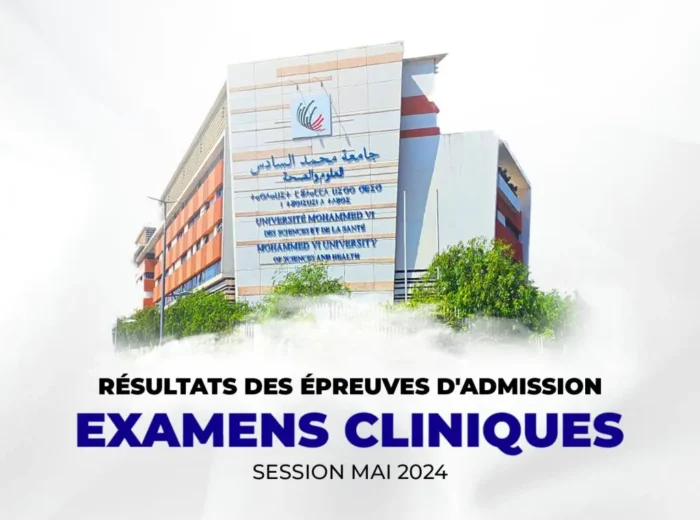 جامعة محمد السادس
للعلوم والصحة
UNIVERSITÉ MOHAMMED VI
DES SCIENCES ET DE LA SANTÉ
MOHAMMED VI UNIVERSITY
OF SCIENCES AND HEALTH
RÉSULTATS DES ÉPREUVES D'ADMISSION
EXAMENS CLINIQUES
SESSION MAI 2024